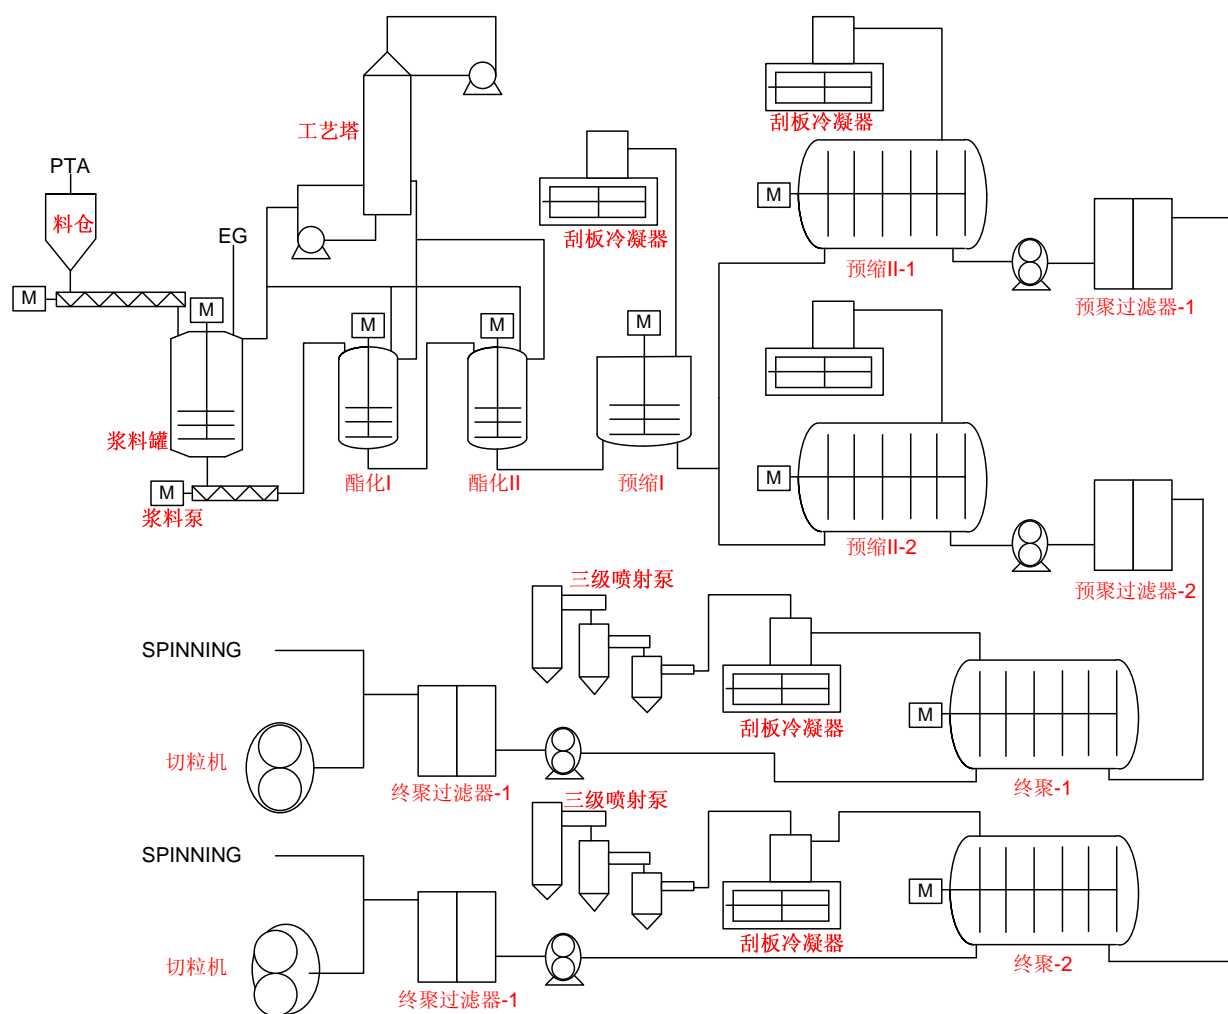 工艺塔
刮板冷凝器
PTA
料仓
EG
刮板冷凝器
M
预缩II-1
M
M
M
M
M
预聚过滤器-1
浆料罐
酯化I
酯化II
预缩I
M
M
浆料泵
预缩II-2
预聚过滤器-2
三级喷射泵
SPINNING
M
刮板冷凝器
切粒机
终聚过滤器-1
终聚-1
三级喷射泵
SPINNING
M
刮板冷凝器
切粒机
终聚过滤器-1
终聚-2